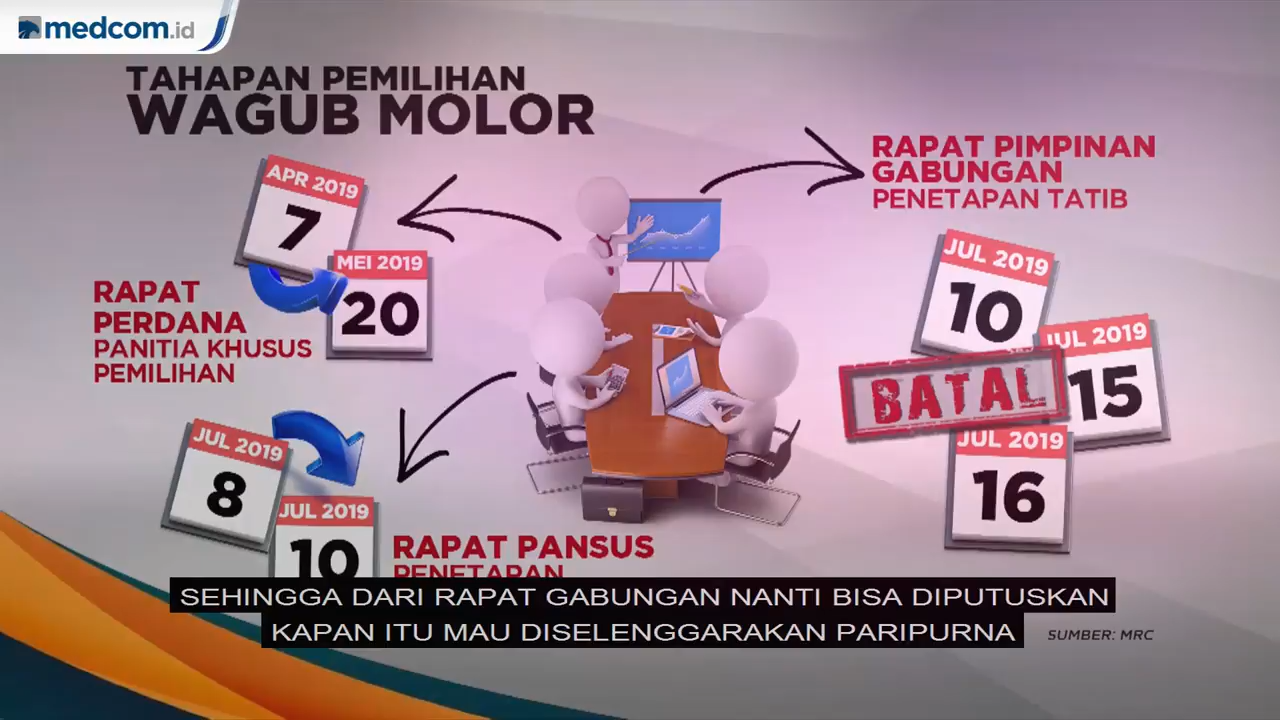 medcom.id
TAHAPAN PEMILIHAN
WAGUB MOLOR
APR 2019
7
MEI 2019
20
RAPAT
PERDANA
PANITIA KHUSUS
PEMILIHAN
JUL 2019
8
JUL 2019
10
RAPAT PANSUS
PENETAPAN
RAPAT PIMPINAN
GABUNGAN
PENETAPAN TATIB
JUL 2019
10
JUL 2019
15
BATAL
JUL 2019
16
SEHINGGA DARI RAPAT GABUNGAN NANTI BISA DIPUTUSKAN
KAPAN ITU MAU DISELENGGARAKAN PARIPURNA
SUMBER: MRC